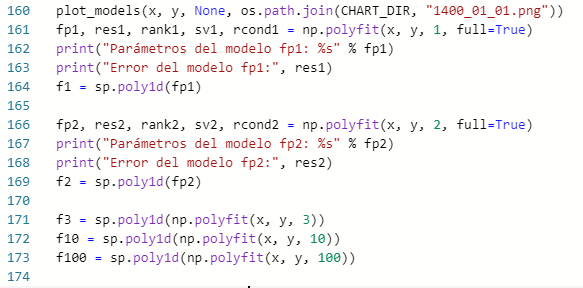 160 plot_models(x, y, None, os.path.join(CHART_DIR, "1400_01_01.png"))
161 fp1, res1, rank1, sv1, rcond1 = np.polyfit(x, y, 1, full=True)
162 print("Parámetros del modelo fp1: %s" % fp1)
163 print("Error del modelo fp1:", res1)
164 f1 = sp.poly1d(fp1)
165
166 fp2, res2, rank2, sv2, rcond2 = np.polyfit(x, y, 2, full=True)
167 print("Parámetros del modelo fp2: %s" % fp2)
168 print("Error del modelo fp2:", res2)
169 f2 = sp.poly1d(fp2)
170
171 f3 = sp.poly1d(np.polyfit(x, y, 3))
172 f10 = sp.poly1d(np.polyfit(x, y, 10))
173 f100 = sp.poly1d(np.polyfit(x, y, 100))
174